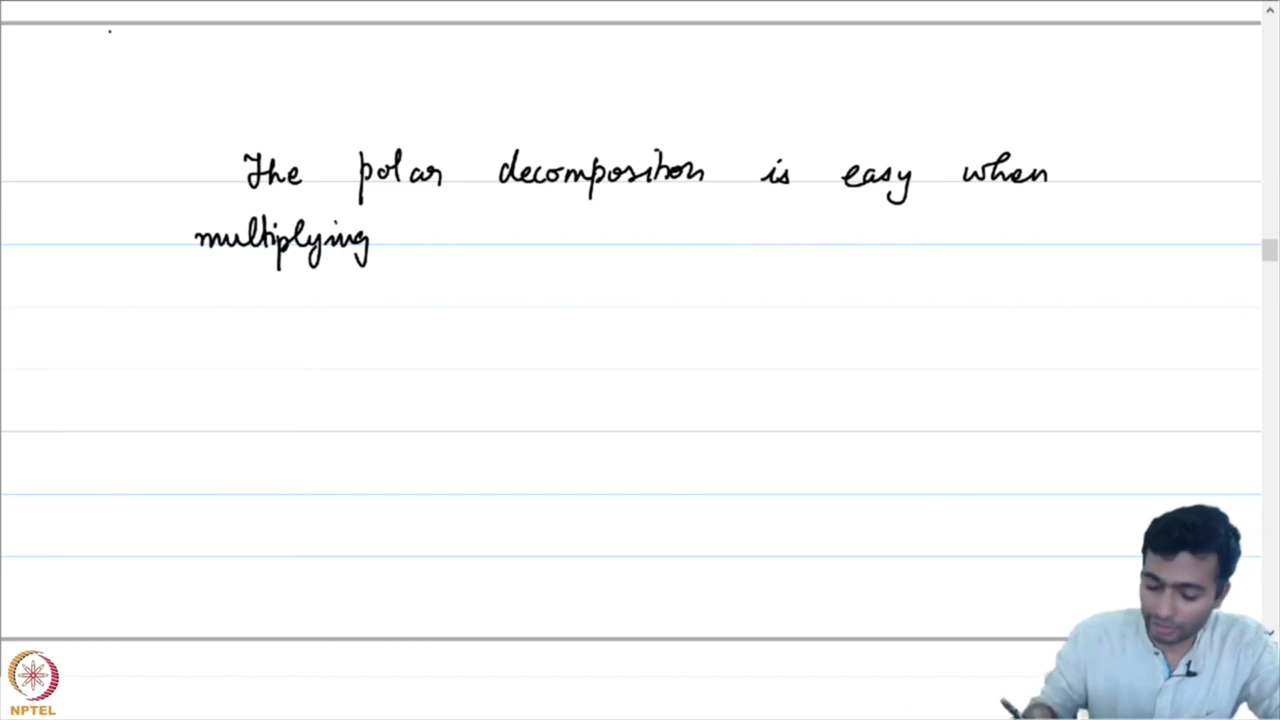 The polar decomposition is easy when
multiplying
NPTEL